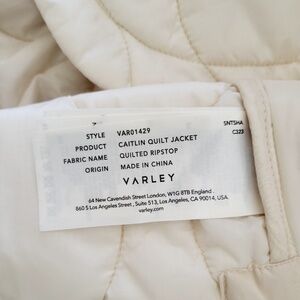 STYLE VAR01429
SNTSHA
PRODUCT CAITLIN QUILT JACKET
C323
FABRIC NAME QUILTED RIPSTOP
ORIGIN MADE IN CHINA
VARLEY
64 New Cavendish Street London, W1G 8TB England
860 S Los Angeles Street, Suite 513, Los Angeles, CA 90014, USA.
varley.com